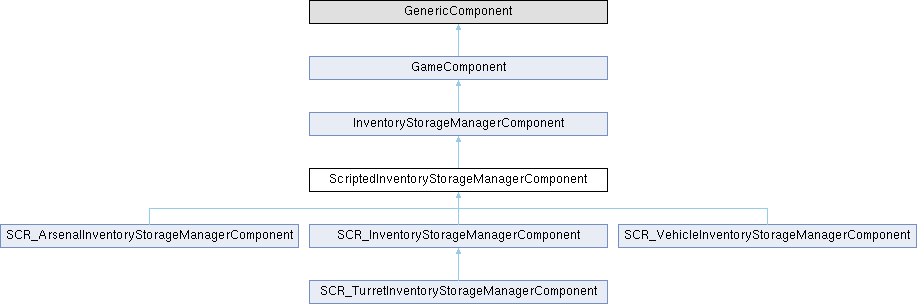 GenericComponent
GameComponent
InventoryStorageManagerComponent
ScriptedInventoryStorageManagerComponent
SCR_ArsenalInventoryStorageManagerComponent
SCR_InventoryStorageManagerComponent
SCR_VehicleInventoryStorageManagerComponent
SCR_TurretInventoryStorageManagerComponent